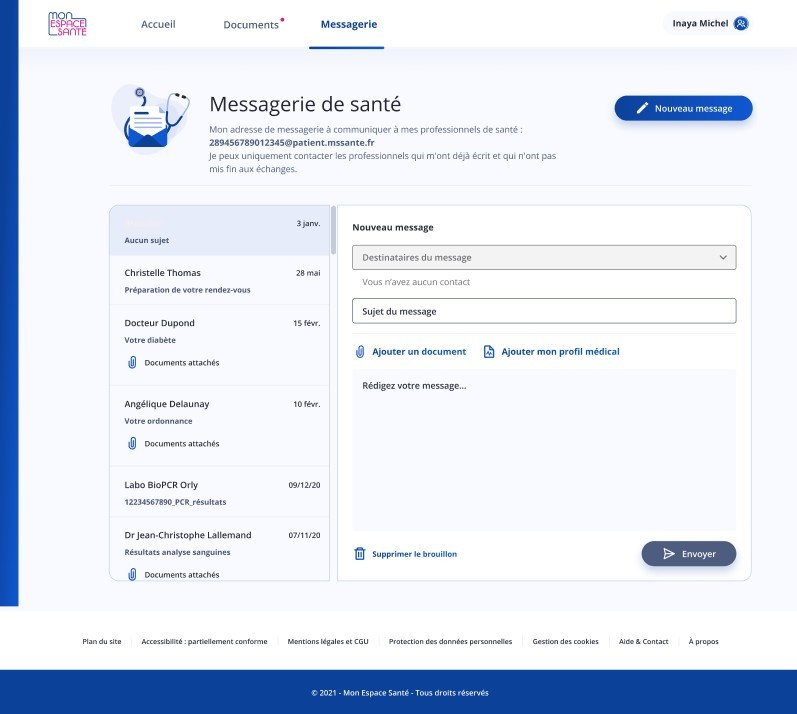 MON
ESPACE
SANTÉ
Accueil
Documents
Messagerie
Inaya Michel
Messagerie de santé
Mon adresse de messagerie à communiquer à mes professionnels de santé :
289456789012345@patient.mssante.fr
Je peux uniquement contacter les professionnels qui m'ont déjà écrit et qui n'ont pas
mis fin aux échanges.
Nouveau message
3 janv.
Aucun sujet
Christelle Thomas
28 mai
Préparation de votre rendez-vous
Docteur Dupond
15 févr.
Votre diabète
Documents attachés
Angélique Delaunay
10 févr.
Votre ordonnance
Documents attachés
Labo BioPCR Orly
09/12/20
12234567890_PCR_résultats
Dr Jean-Christophe Lallemand
07/11/20
Résultats analyse sanguines
Documents attachés
Nouveau message
Destinataires du message
Vous n'avez aucun contact
Sujet du message
Ajouter un document
Ajouter mon profil médical
Rédigez votre message...
Supprimer le brouillon
Envoyer
Plan du site
Accessibilité : partiellement conforme
Mentions légales et CGU
Protection des données personnelles
Gestion des cookies
Aide & Contact
À propos
© 2021 - Mon Espace Santé - Tous droits réservés